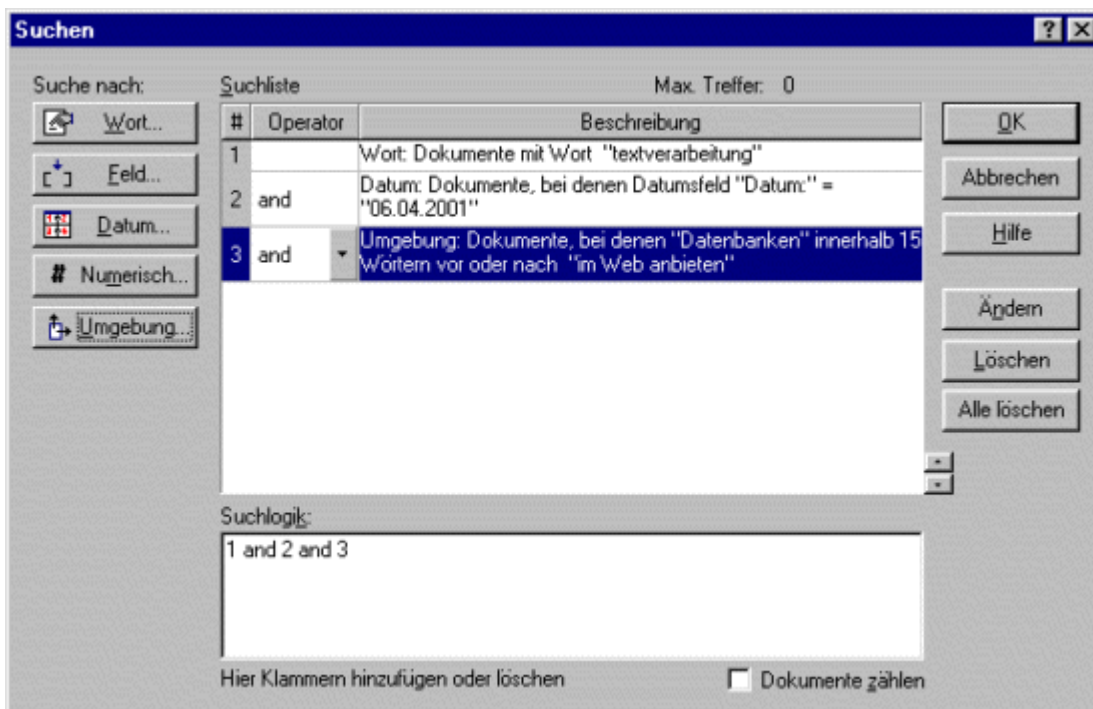 Suchen
Suche nach:
Suchliste
Max. Treffer: 0
Wort...
Feld...
Datum...
# Numerisch...
Umgebung...
# Operator Beschreibung
1 Wort: Dokumente mit Wort "textverarbeitung"
2 and Datum: Dokumente, bei denen Datumsfeld "Datum:" =
"06.04.2001"
3 and Umgebung: Dokumente, bei denen "Datenbanken" innerhalb 15
Wörtern vor oder nach "im Web anbieten"
OK
Abbrechen
Hilfe
Ändern
Löschen
Alle löschen
Suchlogik:
1 and 2 and 3
Hier Klammern hinzufügen oder löschen
Dokumente zählen